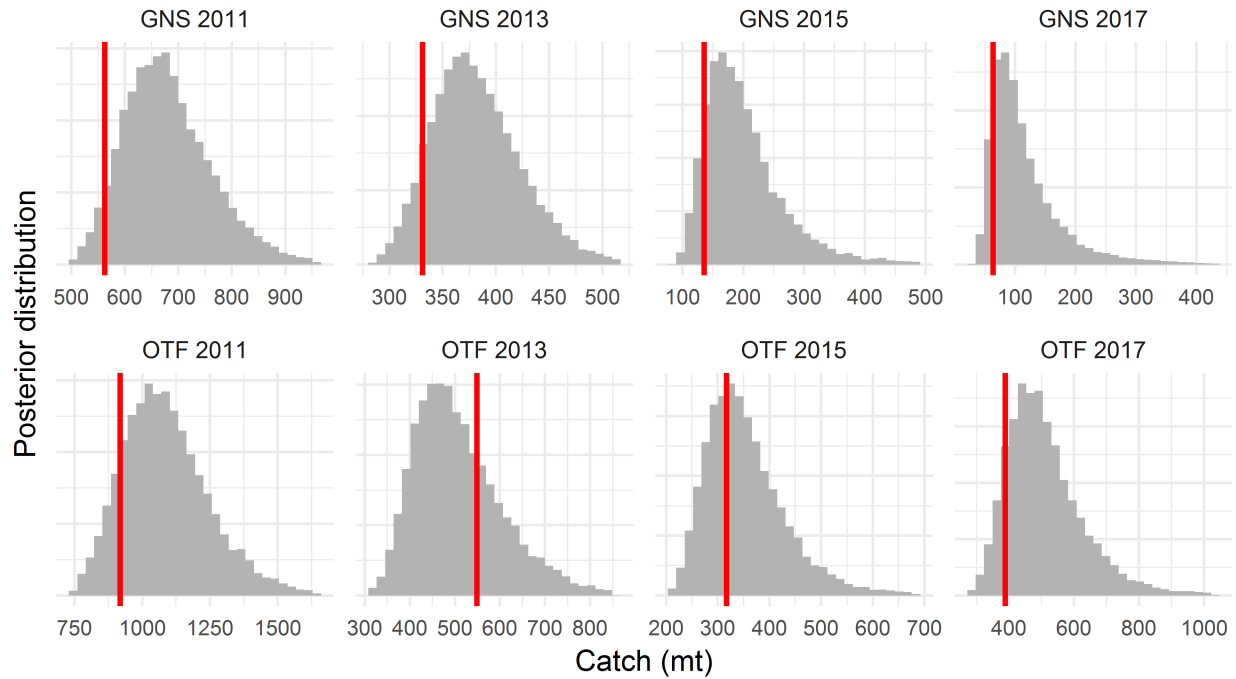 GNS 2011 GNS 2013 GNS 2015 GNS 2017
500 600 700 800 900 300 350 400 450 500 100 200 300 400 500 100 200 300 400
Posterior distribution
OTF 2011 OTF 2013 OTF 2015 OTF 2017
750 1000 1250 1500 300 400 500 600 700 800 200 300 400 500 600 700 400 600 800 1000
Catch (mt)